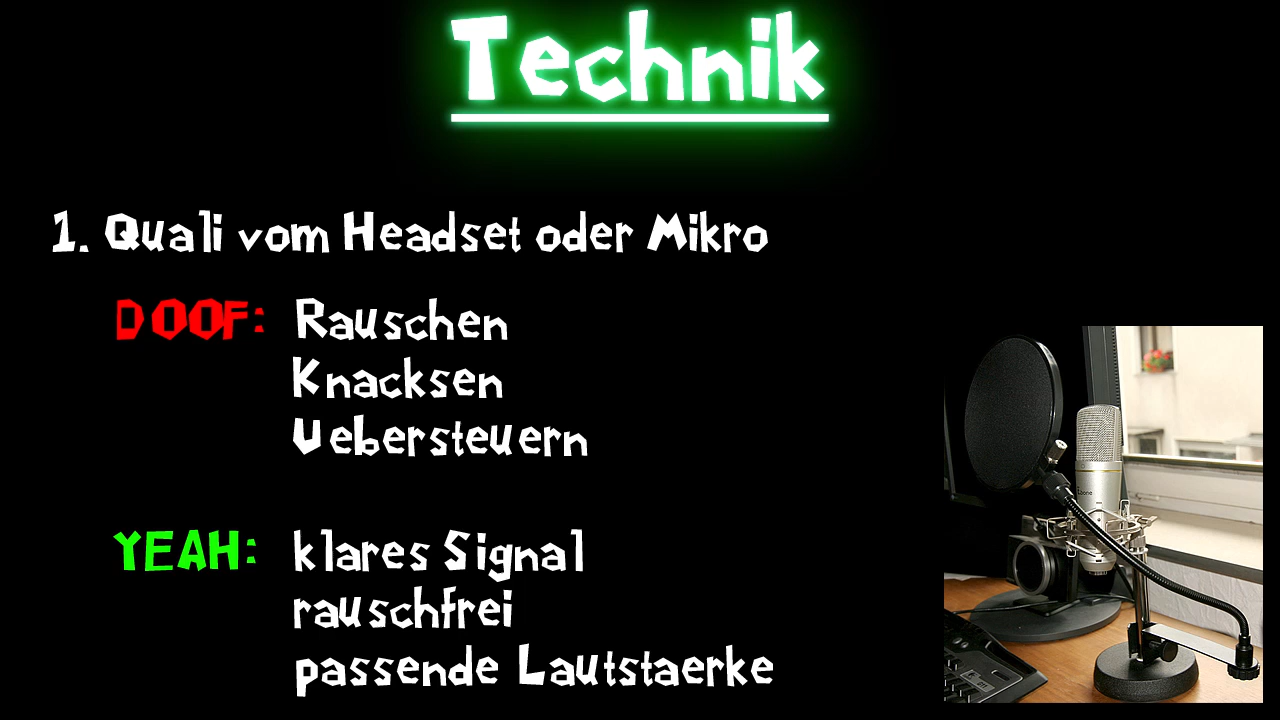 Technik
1. Quali vom Headset oder Mikro
DOOF: Rauschen
Knacksen
Uebersteuern
YEAH: klares Signal
rauschfrei
passende Lautstaerke